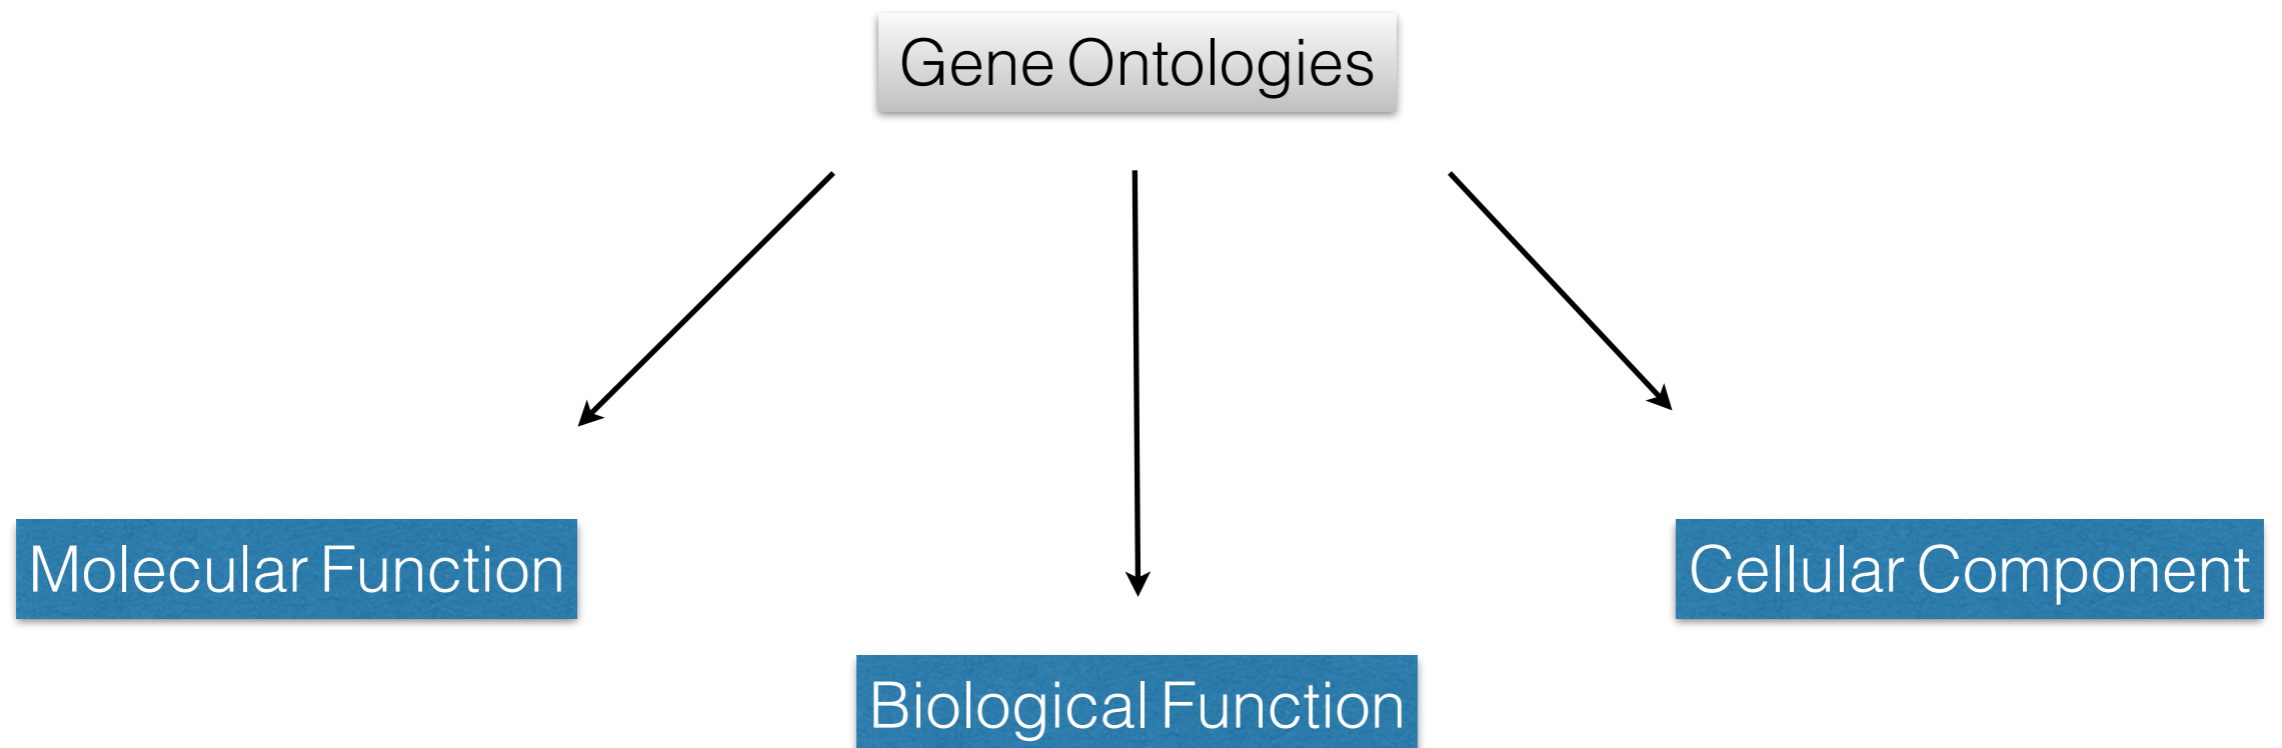 Gene Ontologies
Molecular Function
Cellular Component
Biological Function